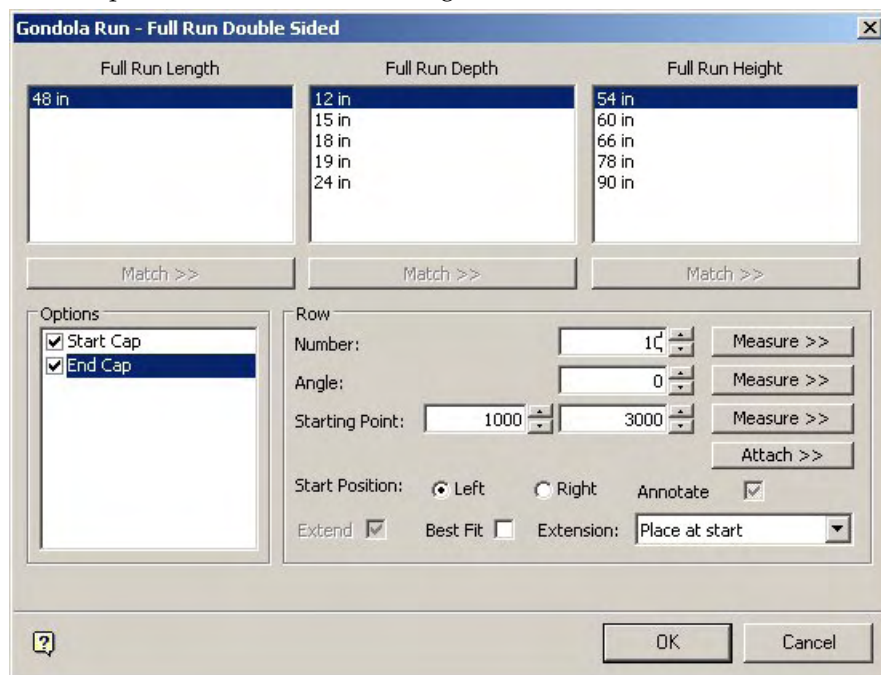 Gondola Run - Full Run Double Sided
Full Run Length Full Run Depth Full Run Height
48 in 12 in 54 in
15 in 60 in
18 in 66 in
19 in 78 in
24 in 90 in
Match >> Match >> Match >>
Options Row
Start Cap Number: 10 Measure >>
End Cap Angle: 0 Measure >>
Starting Point: 1000 3000 Measure >>
Attach >>
Start Position: Left Right Annotate
Extend Best Fit Extension: Place at start
OK Cancel